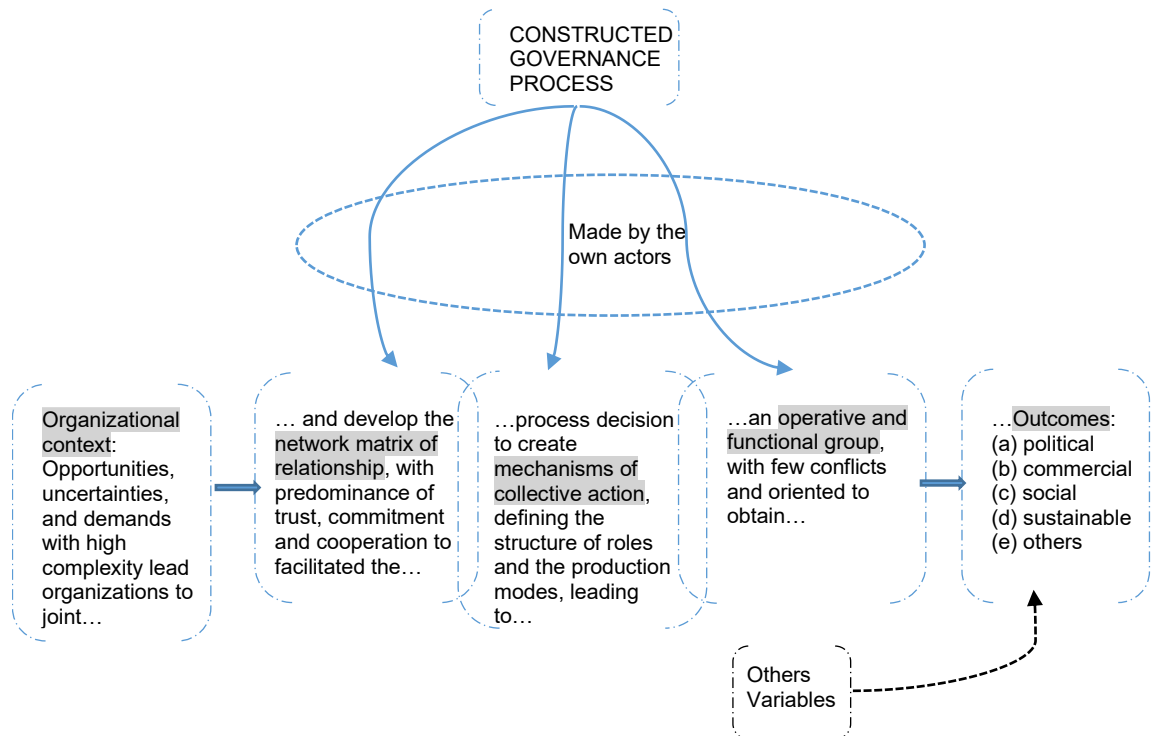 CONSTRUCTED
GOVERNANCE
PROCESS
Made by the
own actors
Organizational
context:
Opportunities,
uncertainties,
and demands
with high
complexity lead
organizations to
joint…
… and develop the
network matrix of
relationship, with
predominance of
trust, commitment
and cooperation to
facilitated the…
…process decision
to create
mechanisms of
collective action,
defining the
structure of roles
and the production
modes, leading
to…
…an operative and
functional group,
with few conflicts
and oriented to
obtain…
…Outcomes:
(a) political
(b) commercial
(c) social
(d) sustainable
(e) others
Others
Variables